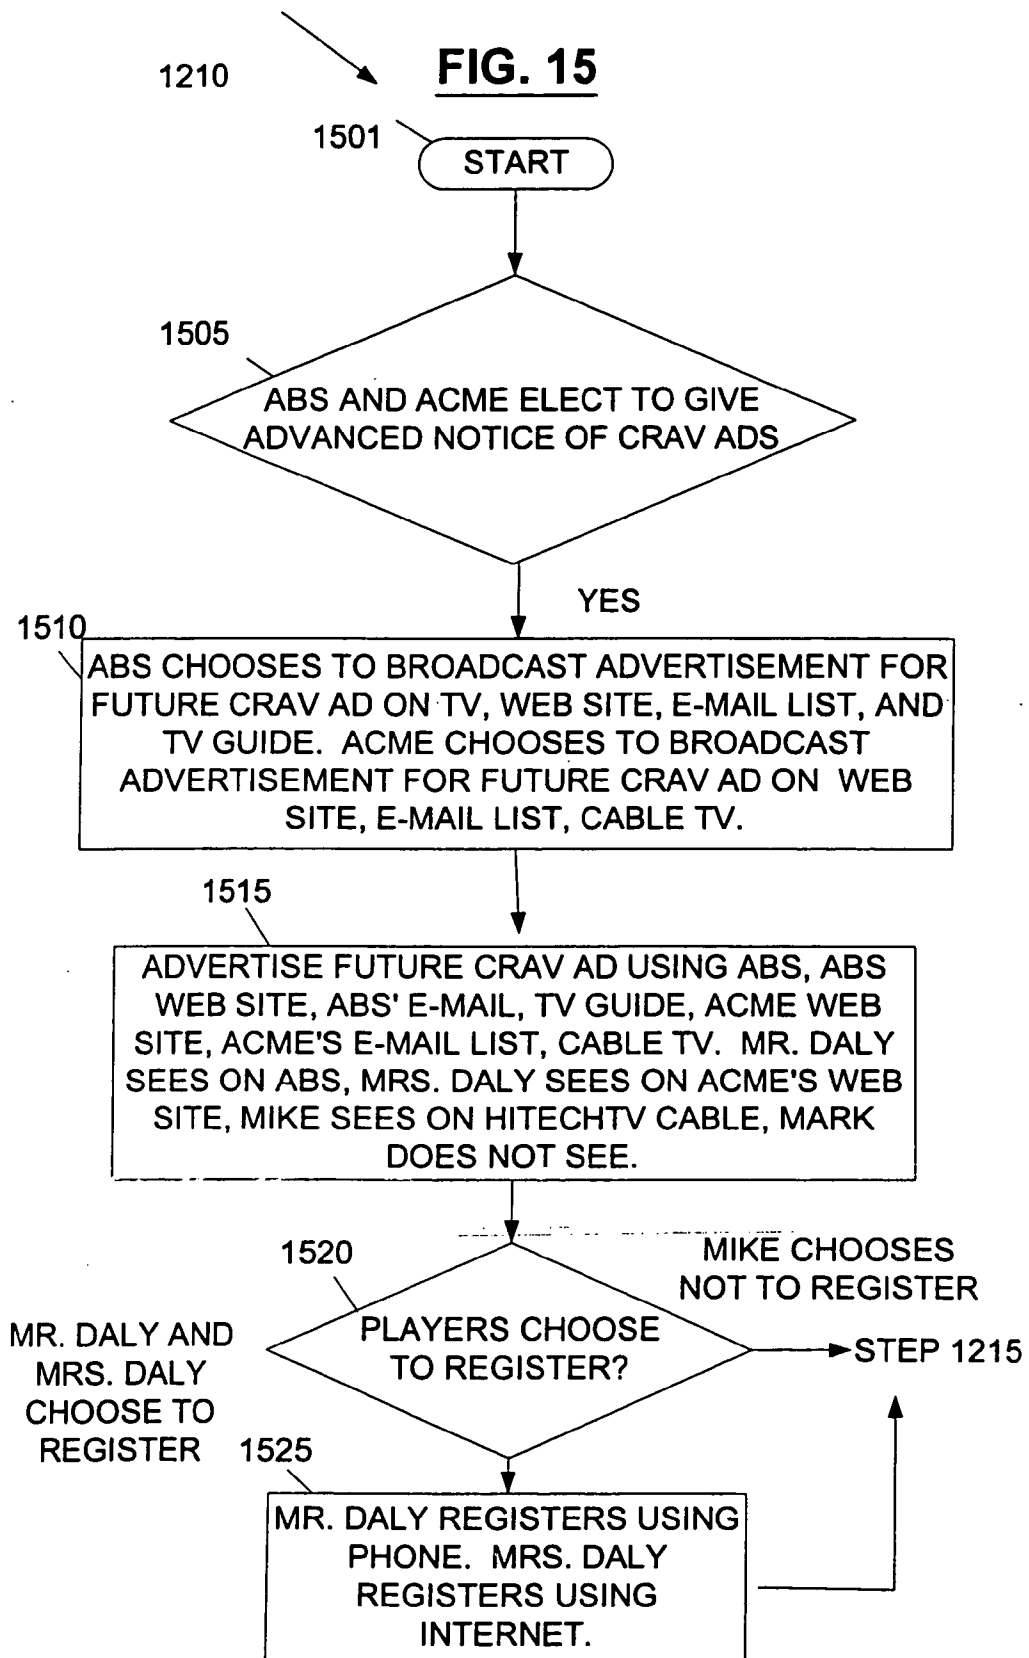 1210
FIG. 15
1501
START
1505
ABS AND ACME ELECT TO GIVE
ADVANCED NOTICE OF CRAV ADS
YES
1510
ABS CHOOSES TO BROADCAST ADVERTISEMENT FOR
FUTURE CRAV AD ON TV, WEB SITE, E-MAIL LIST, AND
TV GUIDE. ACME CHOOSES TO BROADCAST
ADVERTISEMENT FOR FUTURE CRAV AD ON WEB
SITE, E-MAIL LIST, CABLE TV.
1515
ADVERTISE FUTURE CRAV AD USING ABS, ABS
WEB SITE, ABS' E-MAIL, TV GUIDE, ACME WEB
SITE, ACME'S E-MAIL LIST, CABLE TV. MR. DALY
SEES ON ABS, MRS. DALY SEES ON ACME'S WEB
SITE, MIKE SEES ON HITECHTV CABLE, MARK
DOES NOT SEE.
1520
PLAYERS CHOOSE
TO REGISTER?
MIKE CHOOSES
NOT TO REGISTER
STEP 1215
MR. DALY AND
MRS. DALY
CHOOSE TO
REGISTER
1525
MR. DALY REGISTERS USING
PHONE. MRS. DALY
REGISTERS USING
INTERNET.